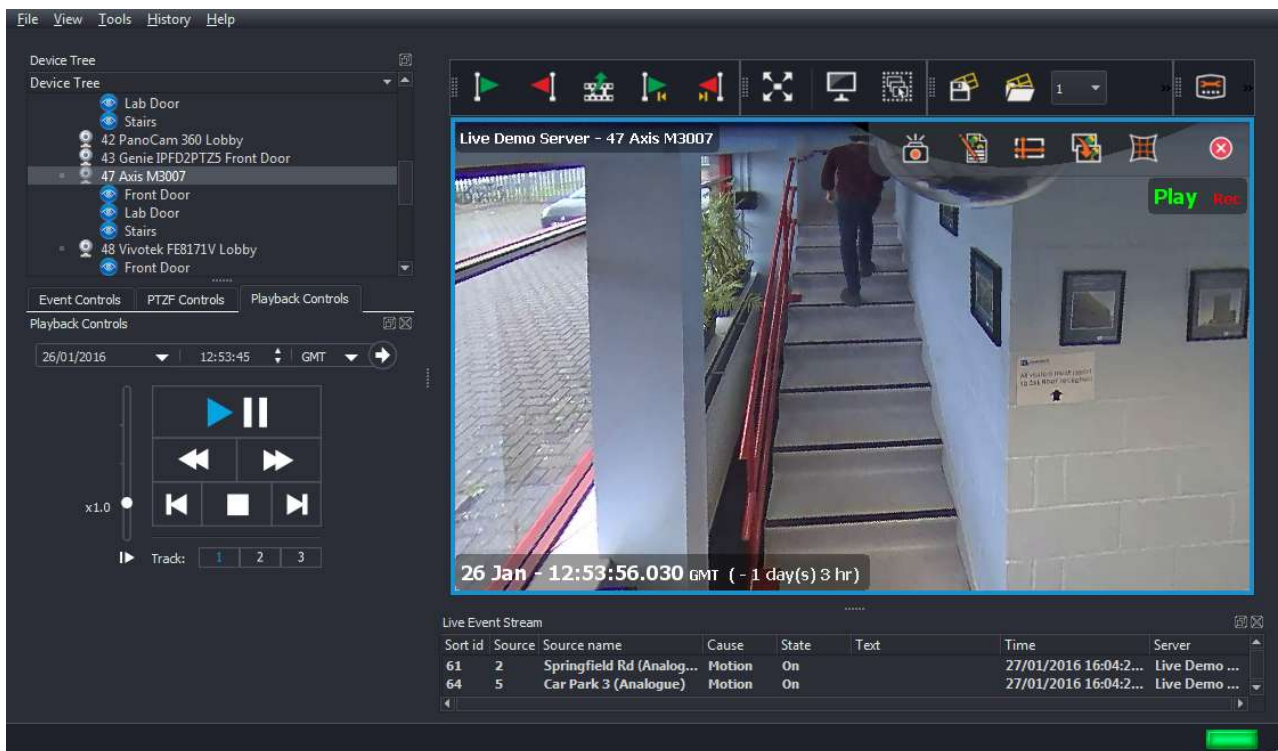 File View Tools History Help
Device Tree
Device Tree
Lab Door
Stairs
42 PanoCam 360 Lobby
43 Genie IPFD2PTZ5 Front Door
47 Axis M3007
Front Door
Lab Door
Stairs
48 Vivotek FE8171V Lobby
Front Door
Event Controls PTZF Controls Playback Controls
Playback Controls
26/01/2016 12:53:45 GMT
x1.0
Track: 1 2 3
1
Live Demo Server - 47 Axis M3007
Play Rec
All visitors must report
26 Jan - 12:53:56.030 GMT ( - 1 day(s) 3 hr)
Live Event Stream
Sort id Source Source name Cause State Text Time Server
61 2 Springfield Rd (Analog... Motion On 27/01/2016 16:04:2... Live Demo ...
64 5 Car Park 3 (Analogue) Motion On 27/01/2016 16:04:2... Live Demo ...